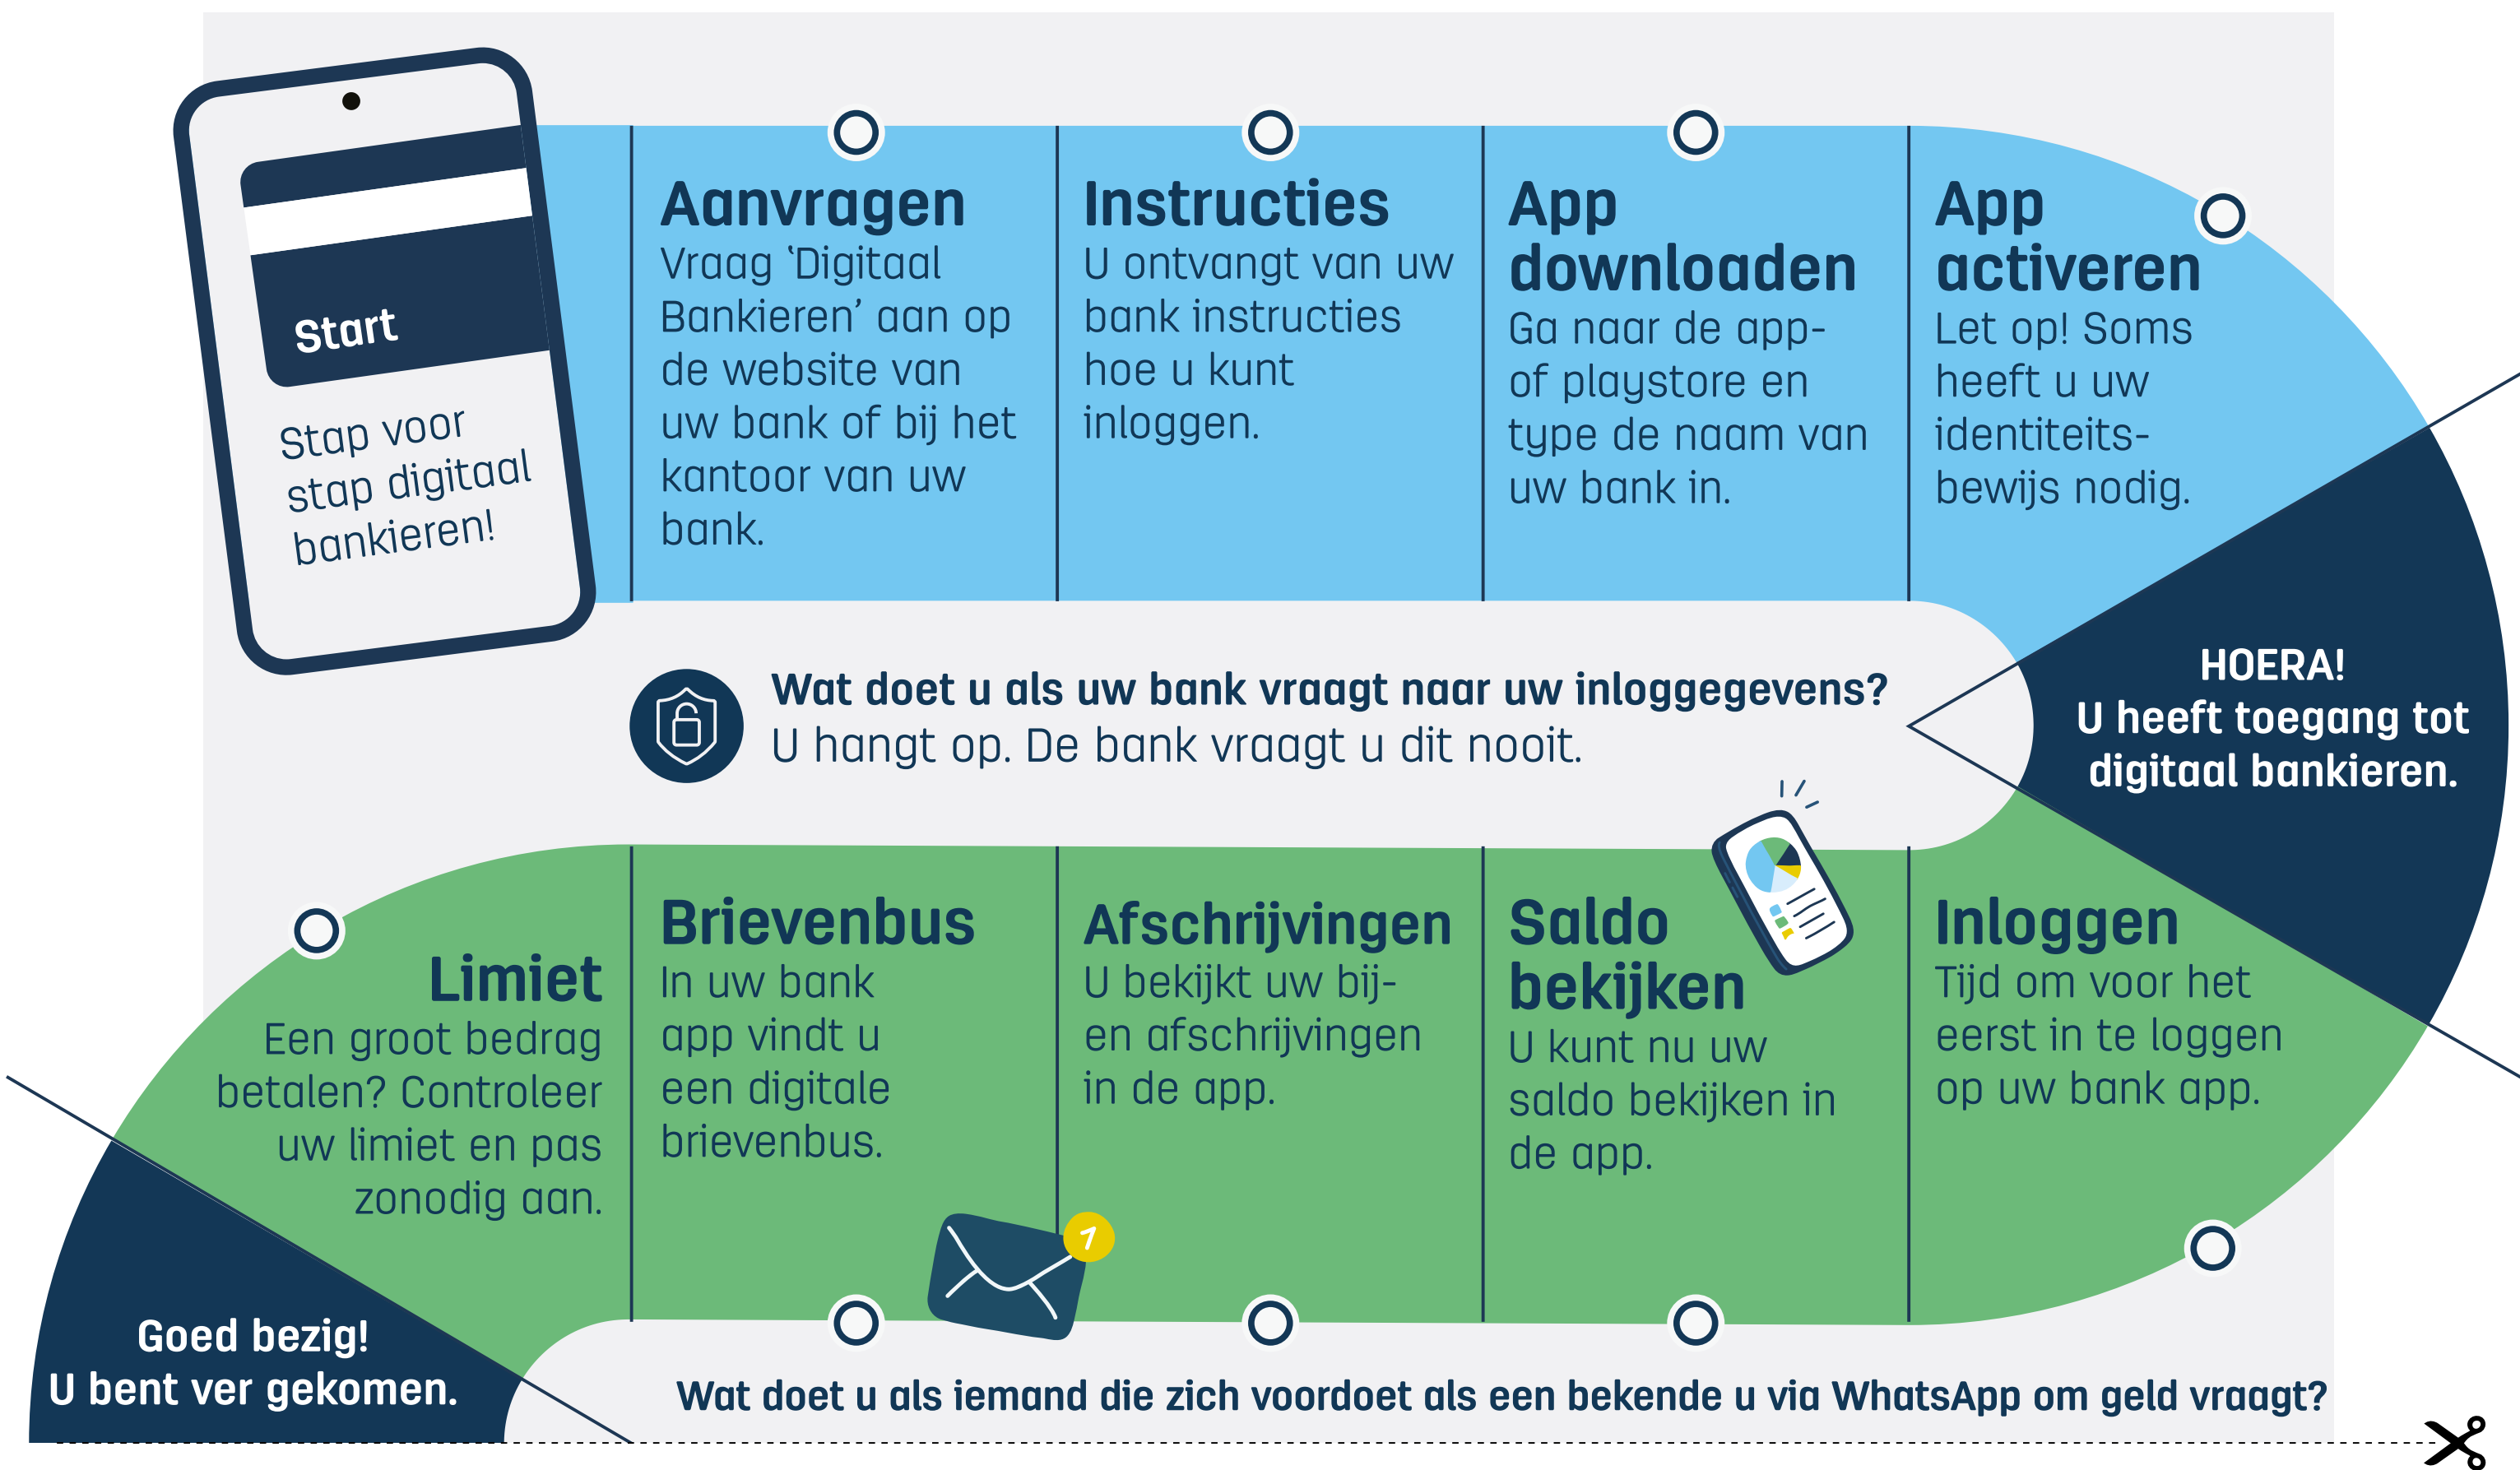 Start
Stap voor
stap digitaal
bankieren!
Aanvragen
Vraag ‘Digitaal
Bankieren’ aan op
de website van
uw bank of bij het
kantoor van uw
bank.
Instructies
U ontvangt van uw
bank instructies
hoe u kunt
inloggen.
App
downloaden
Ga naar de app-
of playstore en
type de naam van
uw bank in.
App
activeren
Let op! Soms
heeft u uw
identiteits-
bewijs nodig.
HOERA!
U heeft toegang tot
digitaal bankieren.
Wat doet u als uw bank vraagt naar uw inloggegevens?
U hangt op. De bank vraagt u dit nooit.
Inloggen
Tijd om voor het
eerst in te loggen
op uw bank app.
Saldo
bekijken
U kunt nu uw
saldo bekijken in
de app.
Afschrijvingen
U bekijkt uw bij-
en afschrijvingen
in de app.
Brievenbus
In uw bank
app vindt u
een digitale
brievenbus.
1
Limiet
Een groot bedrag
betalen? Controleer
uw limiet en pas
zonodig aan.
Goed bezig!
U bent ver gekomen.
Wat doet u als iemand die zich voordoet als een bekende u via WhatsApp om geld vraagt?